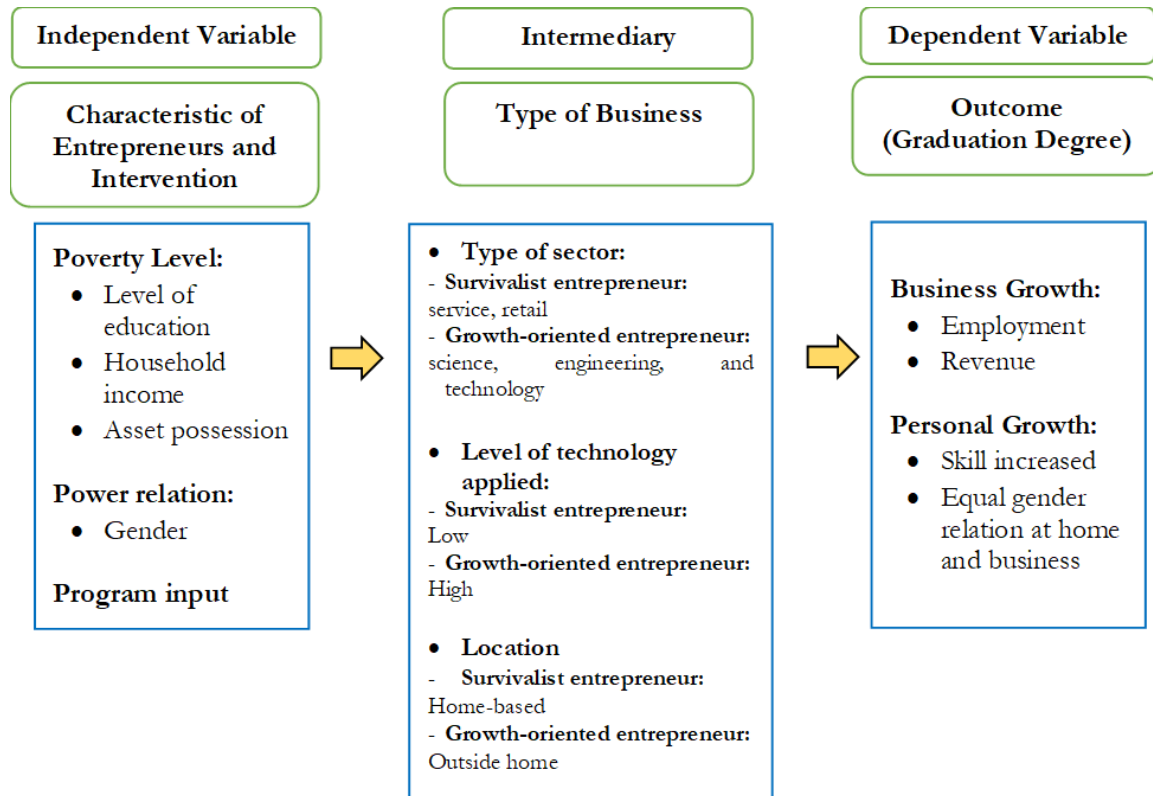 Independent Variable
Characteristic of
Entrepreneurs and
Intervention
Poverty Level:
● Level of
education
● Household
income
● Asset possession
Power relation:
● Gender
Program input
Intermediary
Type of Business
● Type of sector:
- Survivalist entrepreneur:
service, retail
- Growth-oriented entrepreneur:
science, engineering, and
technology
● Level of technology
applied:
- Survivalist entrepreneur:
Low
- Growth-oriented entrepreneur:
High
● Location
- Survivalist entrepreneur:
Home-based
- Growth-oriented entrepreneur:
Outside home
Dependent Variable
Outcome
(Graduation Degree)
Business Growth:
● Employment
● Revenue
Personal Growth:
● Skill increased
● Equal gender
relation at home
and business